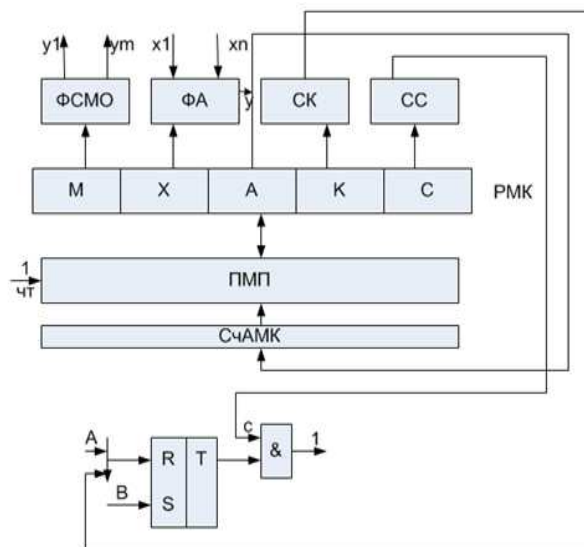 y1 ym x1 xn
ФСМО ФА y СК СС
М Х А К С РМК
1
чт
ПМП
СчАМК
А
В
R T
S
с
&
1